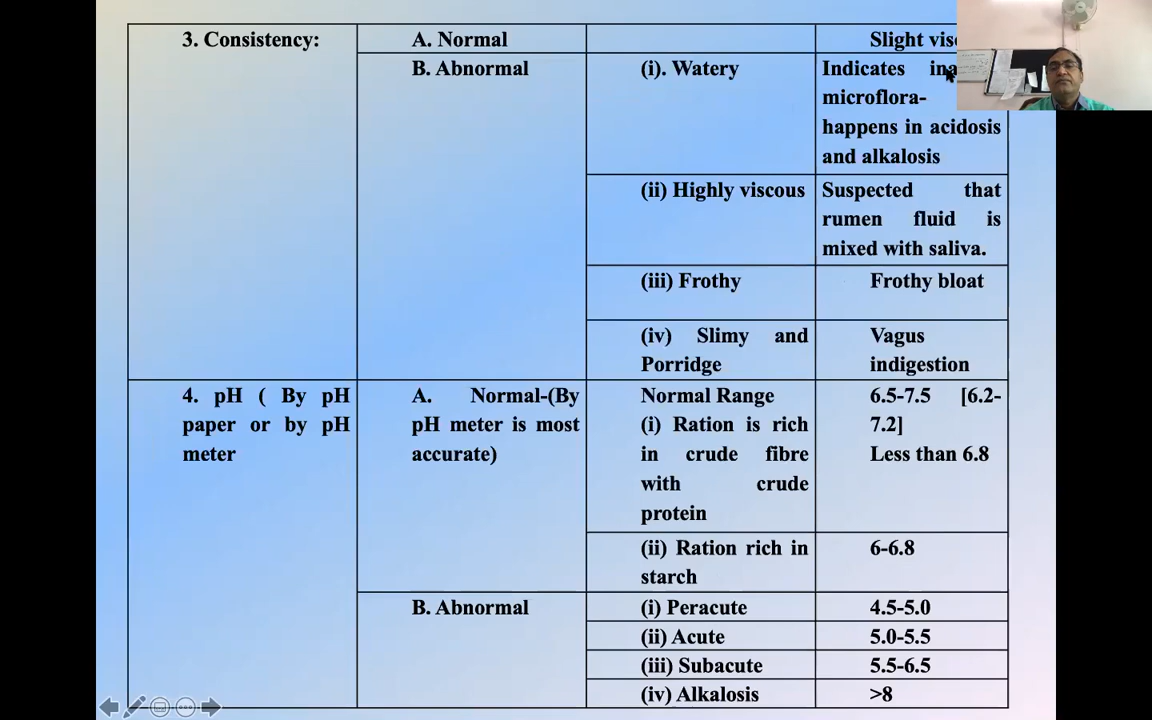 3. Consistency:
A. Normal
Slight
B. Abnormal
(i). Watery
Indicates
microflora-
happens in acidosis
and alkalosis
(ii) Highly viscous
Suspected that
rumen fluid is
mixed with saliva.
(iii) Frothy
Frothy bloat
(iv) Slimy and
Porridge
Vagus
indigestion
4. pH ( By pH
paper or by pH
meter
A. Normal-(By
pH meter is most
accurate)
Normal Range
(i) Ration is rich
in crude fibre
with crude
protein
6.5-7.5 [6.2-
7.2]
Less than 6.8
(ii) Ration rich in
starch
6-6.8
B. Abnormal
(i) Peracute
4.5-5.0
(ii) Acute
5.0-5.5
(iii) Subacute
5.5-6.5
(iv) Alkalosis
>8